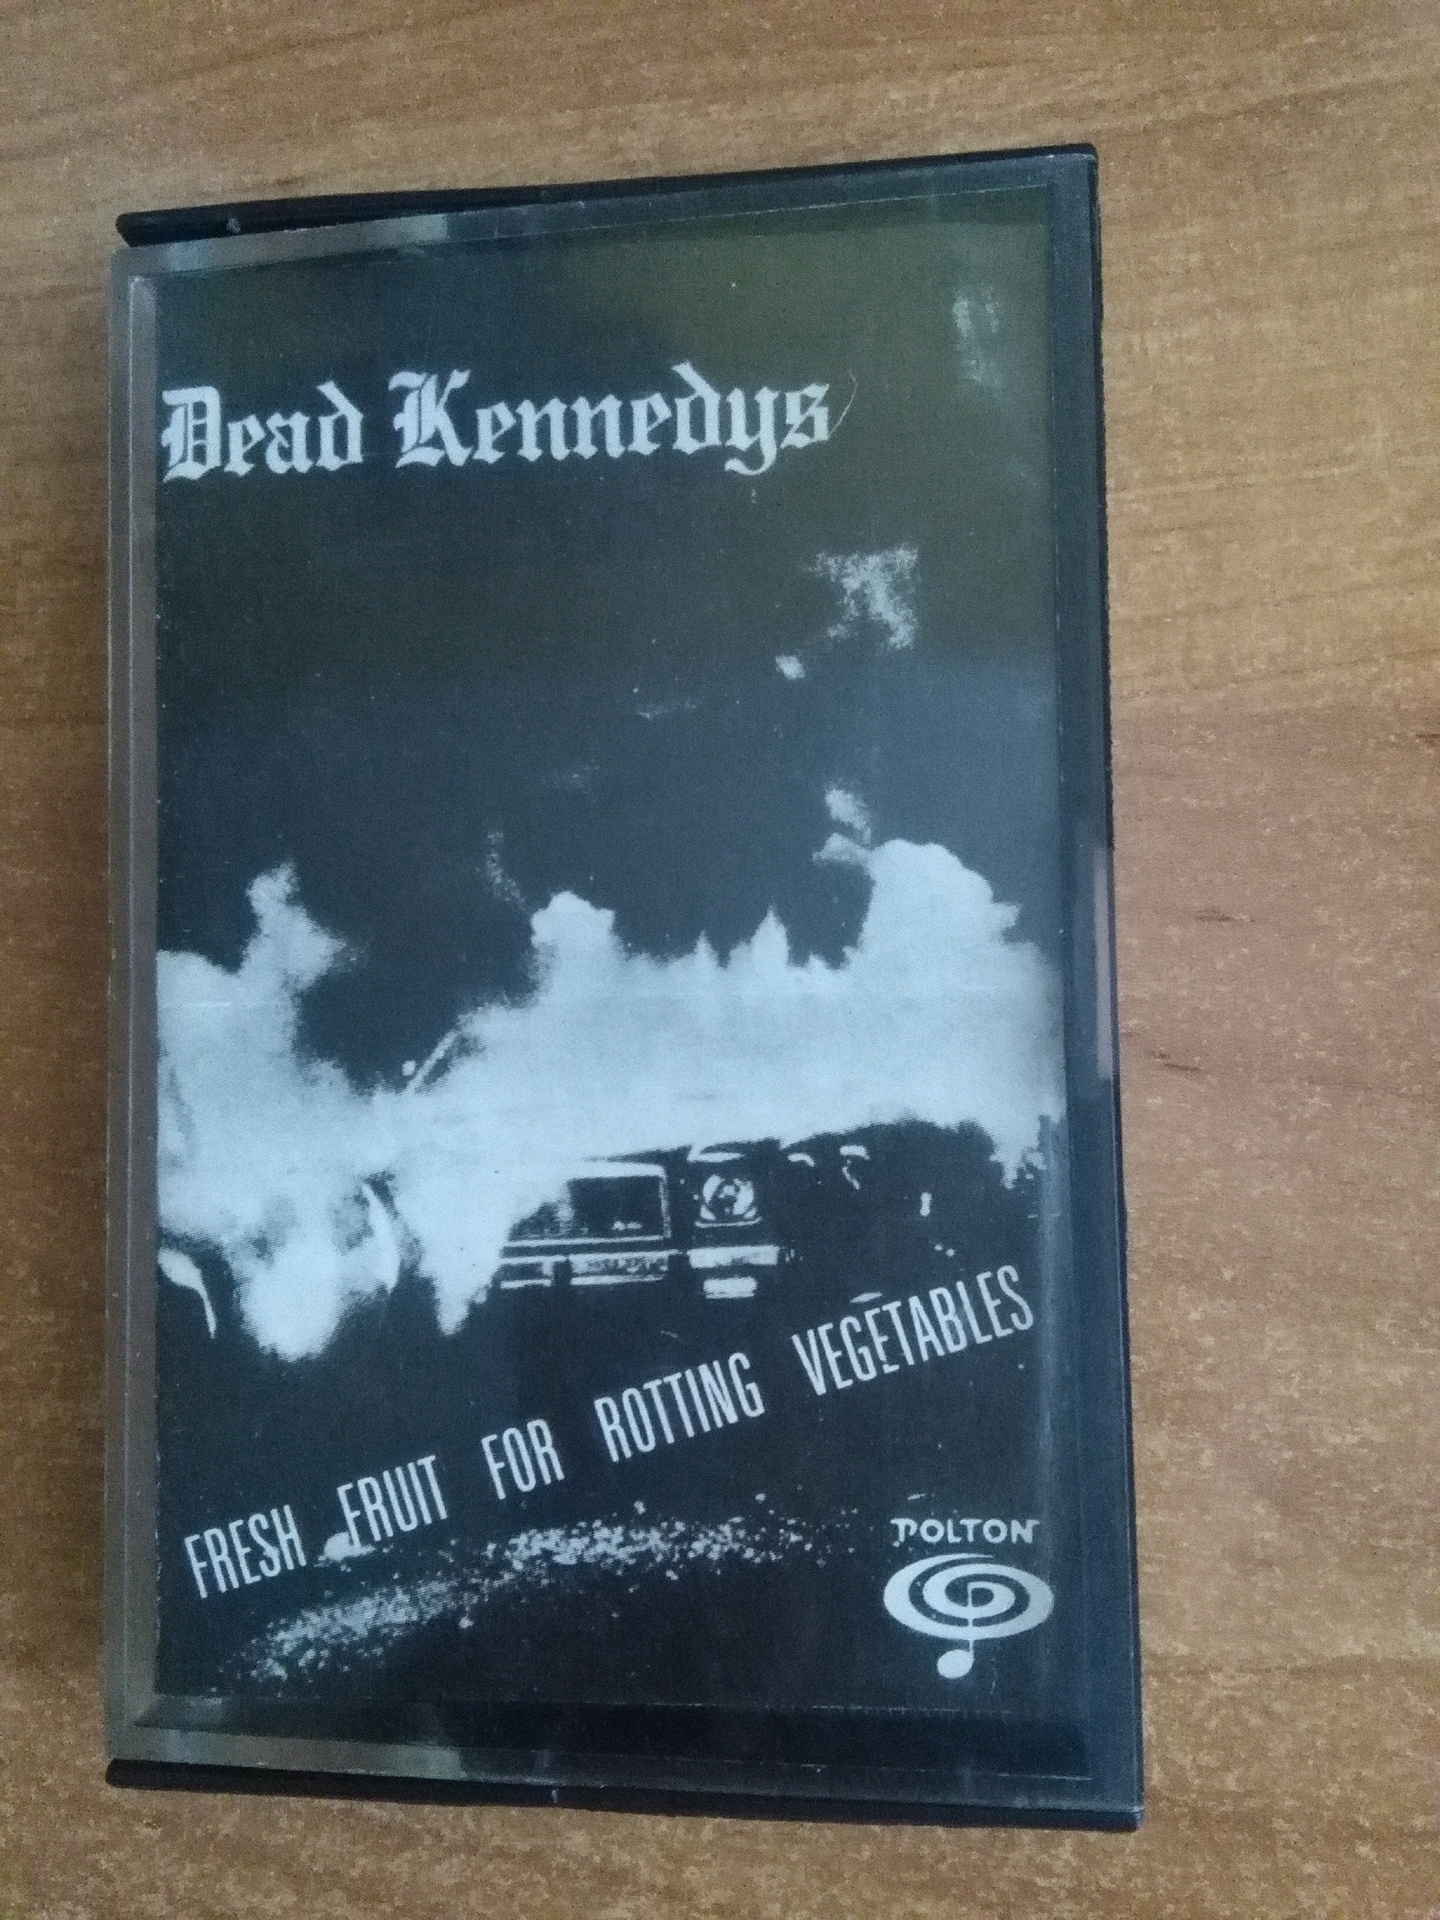 Dead Kennedys
FRESH FRUIT FOR ROTTING VEGETABLES
POLTON